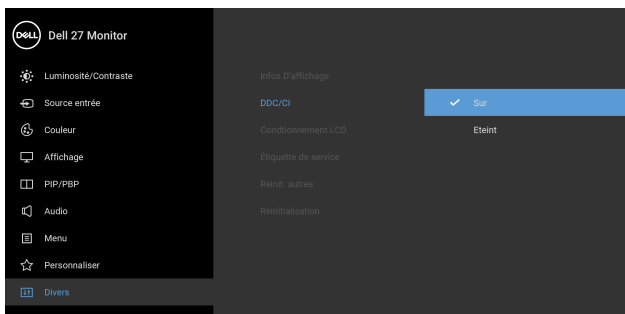 DELL
Dell 27 Monitor
Luminosité/Contraste
Source entrée
Couleur
Affichage
PIP/PBP
Audio
Menu
Personnaliser
Divers
Infos D'affichage
DDC/CI
Condtionnement LCD
Étiquette de service
Réinit. autres
Réinitialisation
Sur
Eteint